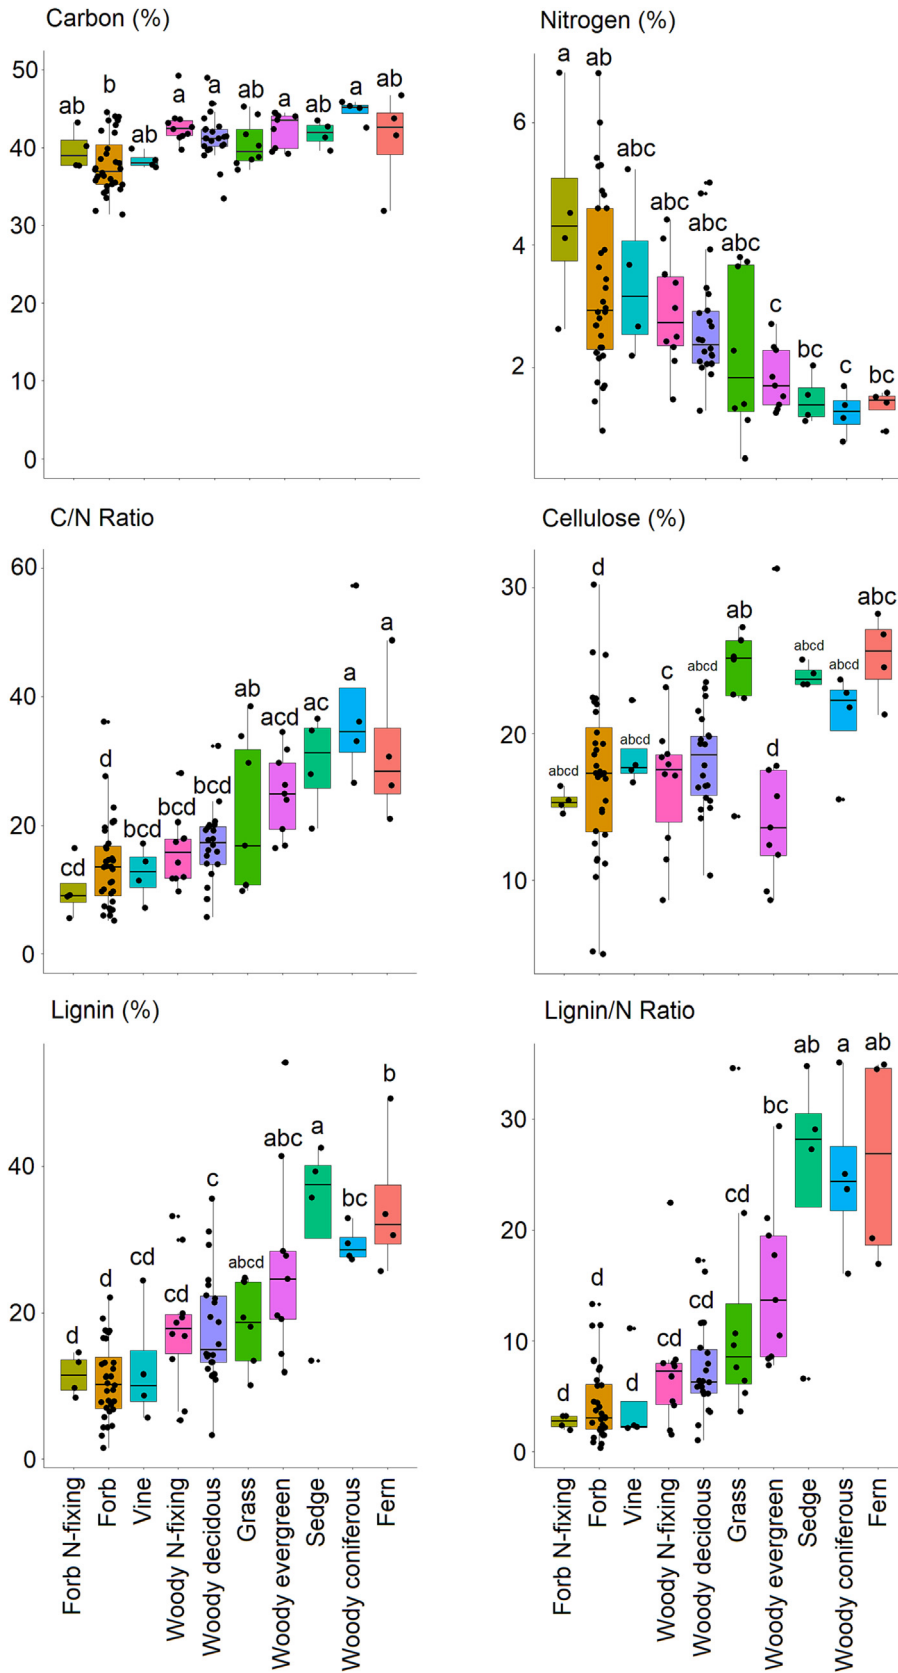 Carbon (%)
50
40
30
20
10
0
ab
b
ab
a
a
ab
a
ab
a
ab
Nitrogen (%)
6
4
2
a
ab
abc
abc
abc
abc
c
bc
c
bc
C/N Ratio
60
40
20
0
cd
d
bcd
bcd
bcd
ab
acd
ac
a
a
Cellulose (%)
30
20
10
abcd
d
abcd
c
abcd
ab
d
abcd
abcd
abc
Lignin (%)
40
20
0
d
d
cd
cd
c
abcd
abc
a
bc
b
Lignin/N Ratio
30
20
10
0
d
d
d
cd
cd
cd
bc
ab
a
ab
Forb N-fixing
Forb
Vine
Woody N-fixing
Woody decidous
Grass
Woody evergreen
Sedge
Woody coniferous
Fern
Forb N-fixing
Forb
Vine
Woody N-fixing
Woody decidous
Grass
Woody evergreen
Sedge
Woody coniferous
Fern